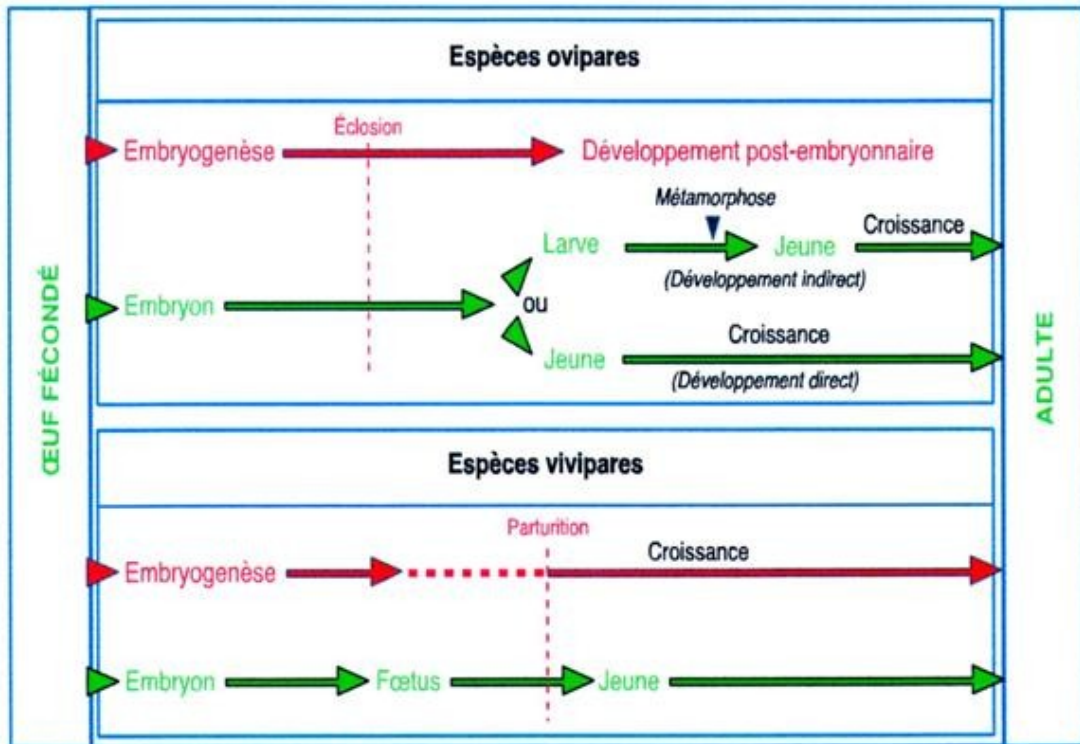 ŒUF FÉCONDÉ
Espèces ovipares
Éclosion
Embryogenèse
Développement post-embryonnaire
Métamorphose
Larve
Jeune
Croissance
(Développement indirect)
Embryon
ou
Jeune
Croissance
(Développement direct)
Espèces vivipares
Parturition
Embryogenèse
Croissance
Embryon
Fœtus
Jeune
ADULTE